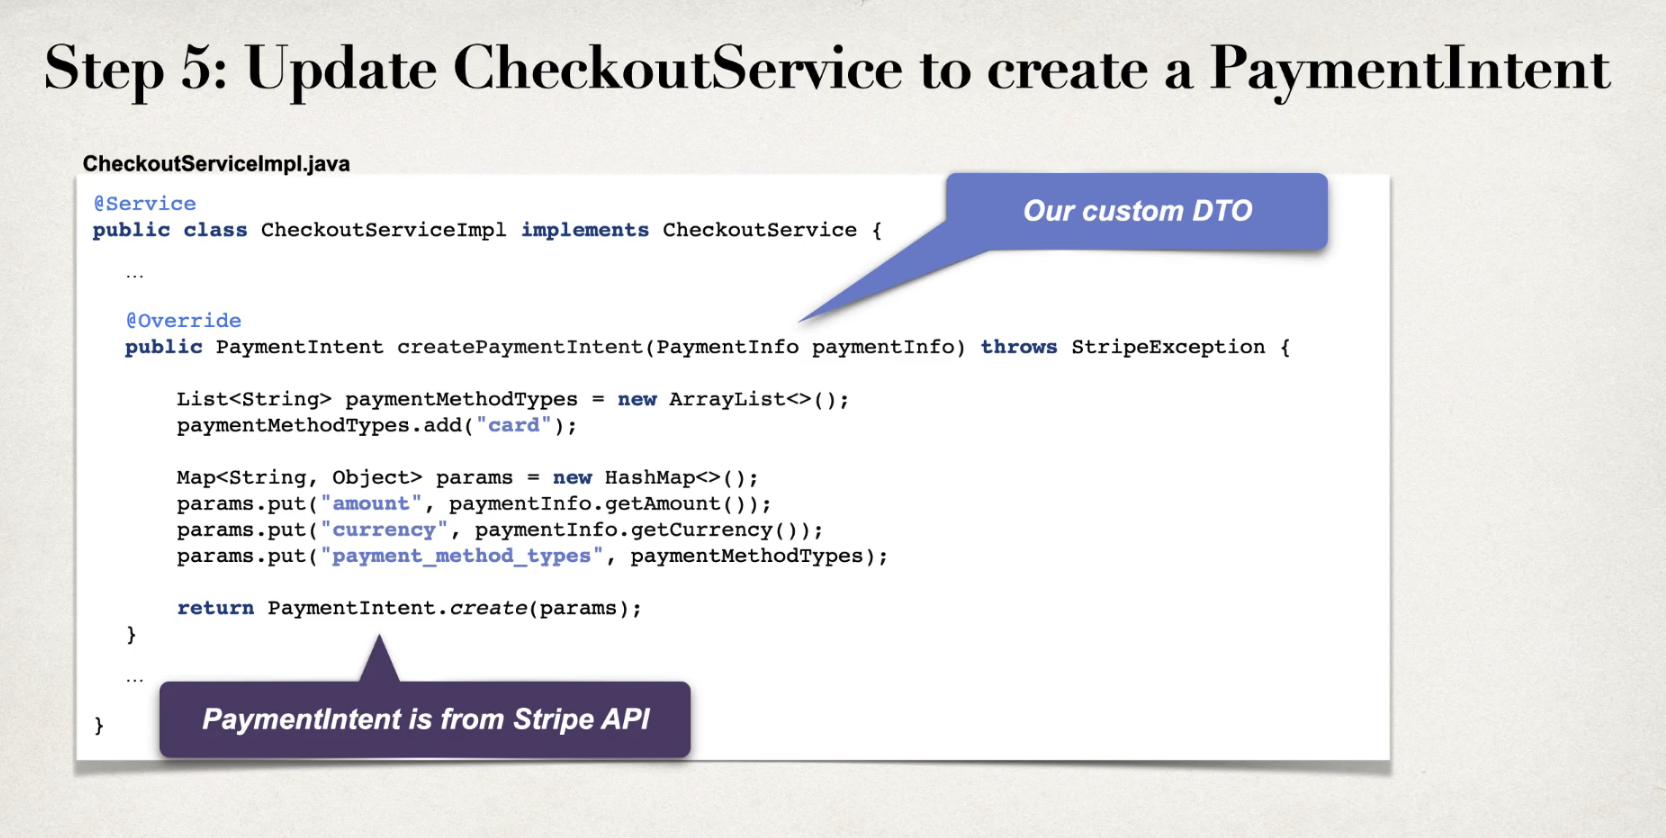 Step 5: Update CheckoutService to create a PaymentIntent
CheckoutServiceImpl.java
@Service
public class CheckoutServiceImpl implements CheckoutService {
...
@Override
public PaymentIntent createPaymentIntent(PaymentInfo paymentInfo) throws StripeException {
List<String> paymentMethodTypes = new ArrayList<>();
paymentMethodTypes.add("card");
Map<String, Object> params = new HashMap<>();
params.put("amount", paymentInfo.getAmount());
params.put("currency", paymentInfo.getCurrency());
params.put("payment_method_types", paymentMethodTypes);
return PaymentIntent.create(params);
}
...
}
Our custom DTO
PaymentIntent is from Stripe API